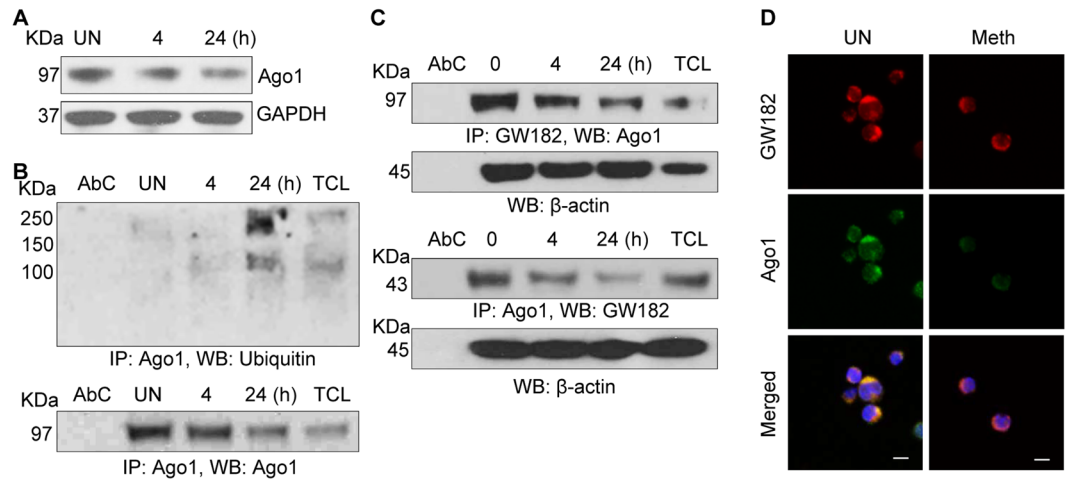 A
KDa UN 4 24 (h)
97 Ago1
37 GAPDH
B
KDa AbC UN 4 24 (h) TCL
250
150
100
IP: Ago1, WB: Ubiquitin
KDa AbC UN 4 24 (h) TCL
97
IP: Ago1, WB: Ago1
C
KDa AbC 0 4 24 (h) TCL
97
IP: GW182, WB: Ago1
45
WB: β-actin
KDa AbC 0 4 24 (h) TCL
43
IP: Ago1, WB: GW182
KDa
45
WB: β-actin
D
UN Meth
GW182
Ago1
Merged